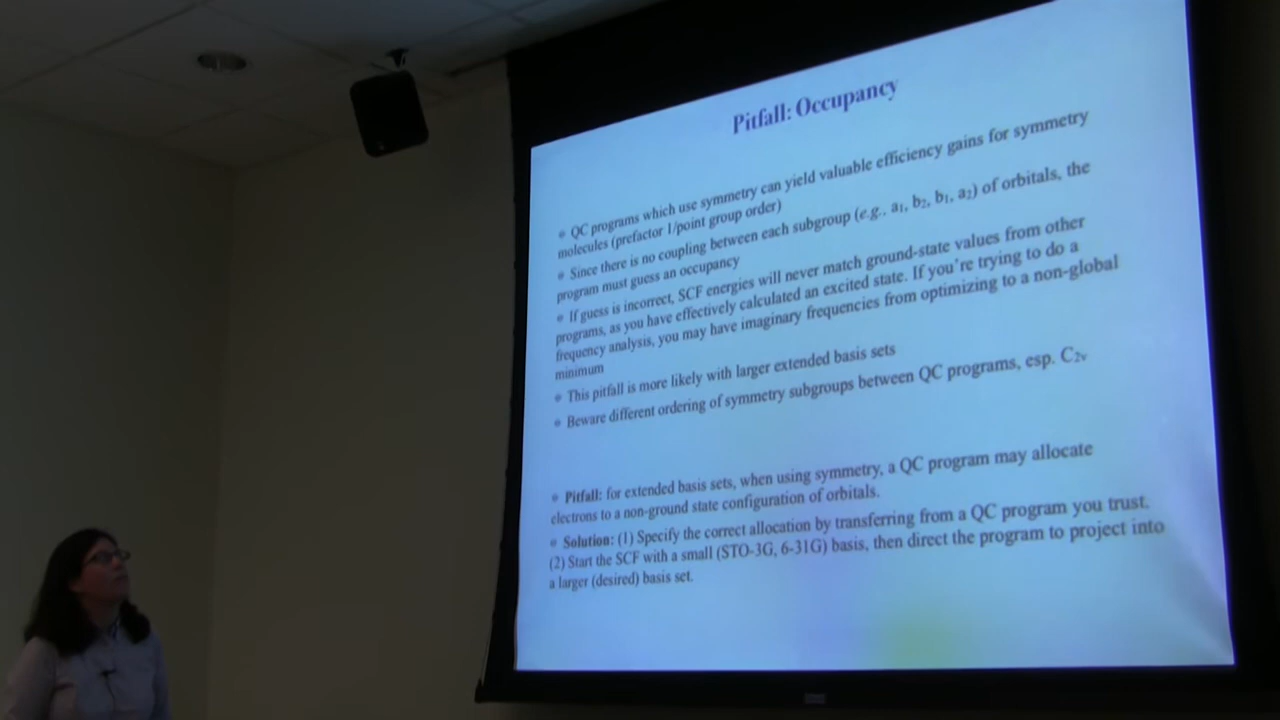 Pitfall: Occupancy
QC programs which use symmetry can yield valuable efficiency gains for symmetry
molecules (prefactor 1/point group order)
Since there is no coupling between each subgroup (e.g., a₁, b₂, b₁, a₂) of orbitals, the
program must guess an occupancy
If guess is incorrect, SCF energies will never match ground-state values from other
programs, as you have effectively calculated an excited state. If you're trying to do a
frequency analysis, you may have imaginary frequencies from optimizing to a non-global
minimum
This pitfall is more likely with larger extended basis sets
Beware different ordering of symmetry subgroups between QC programs, esp. C₂ᵥ
Pitfall: for extended basis sets, when using symmetry, a QC program may allocate
electrons to a non-ground state configuration of orbitals.
Solution: (1) Specify the correct allocation by transferring from a QC program you trust.
(2) Start the SCF with a small (STO-3G, 6-31G) basis, then direct the program to project into
a larger (desired) basis set.